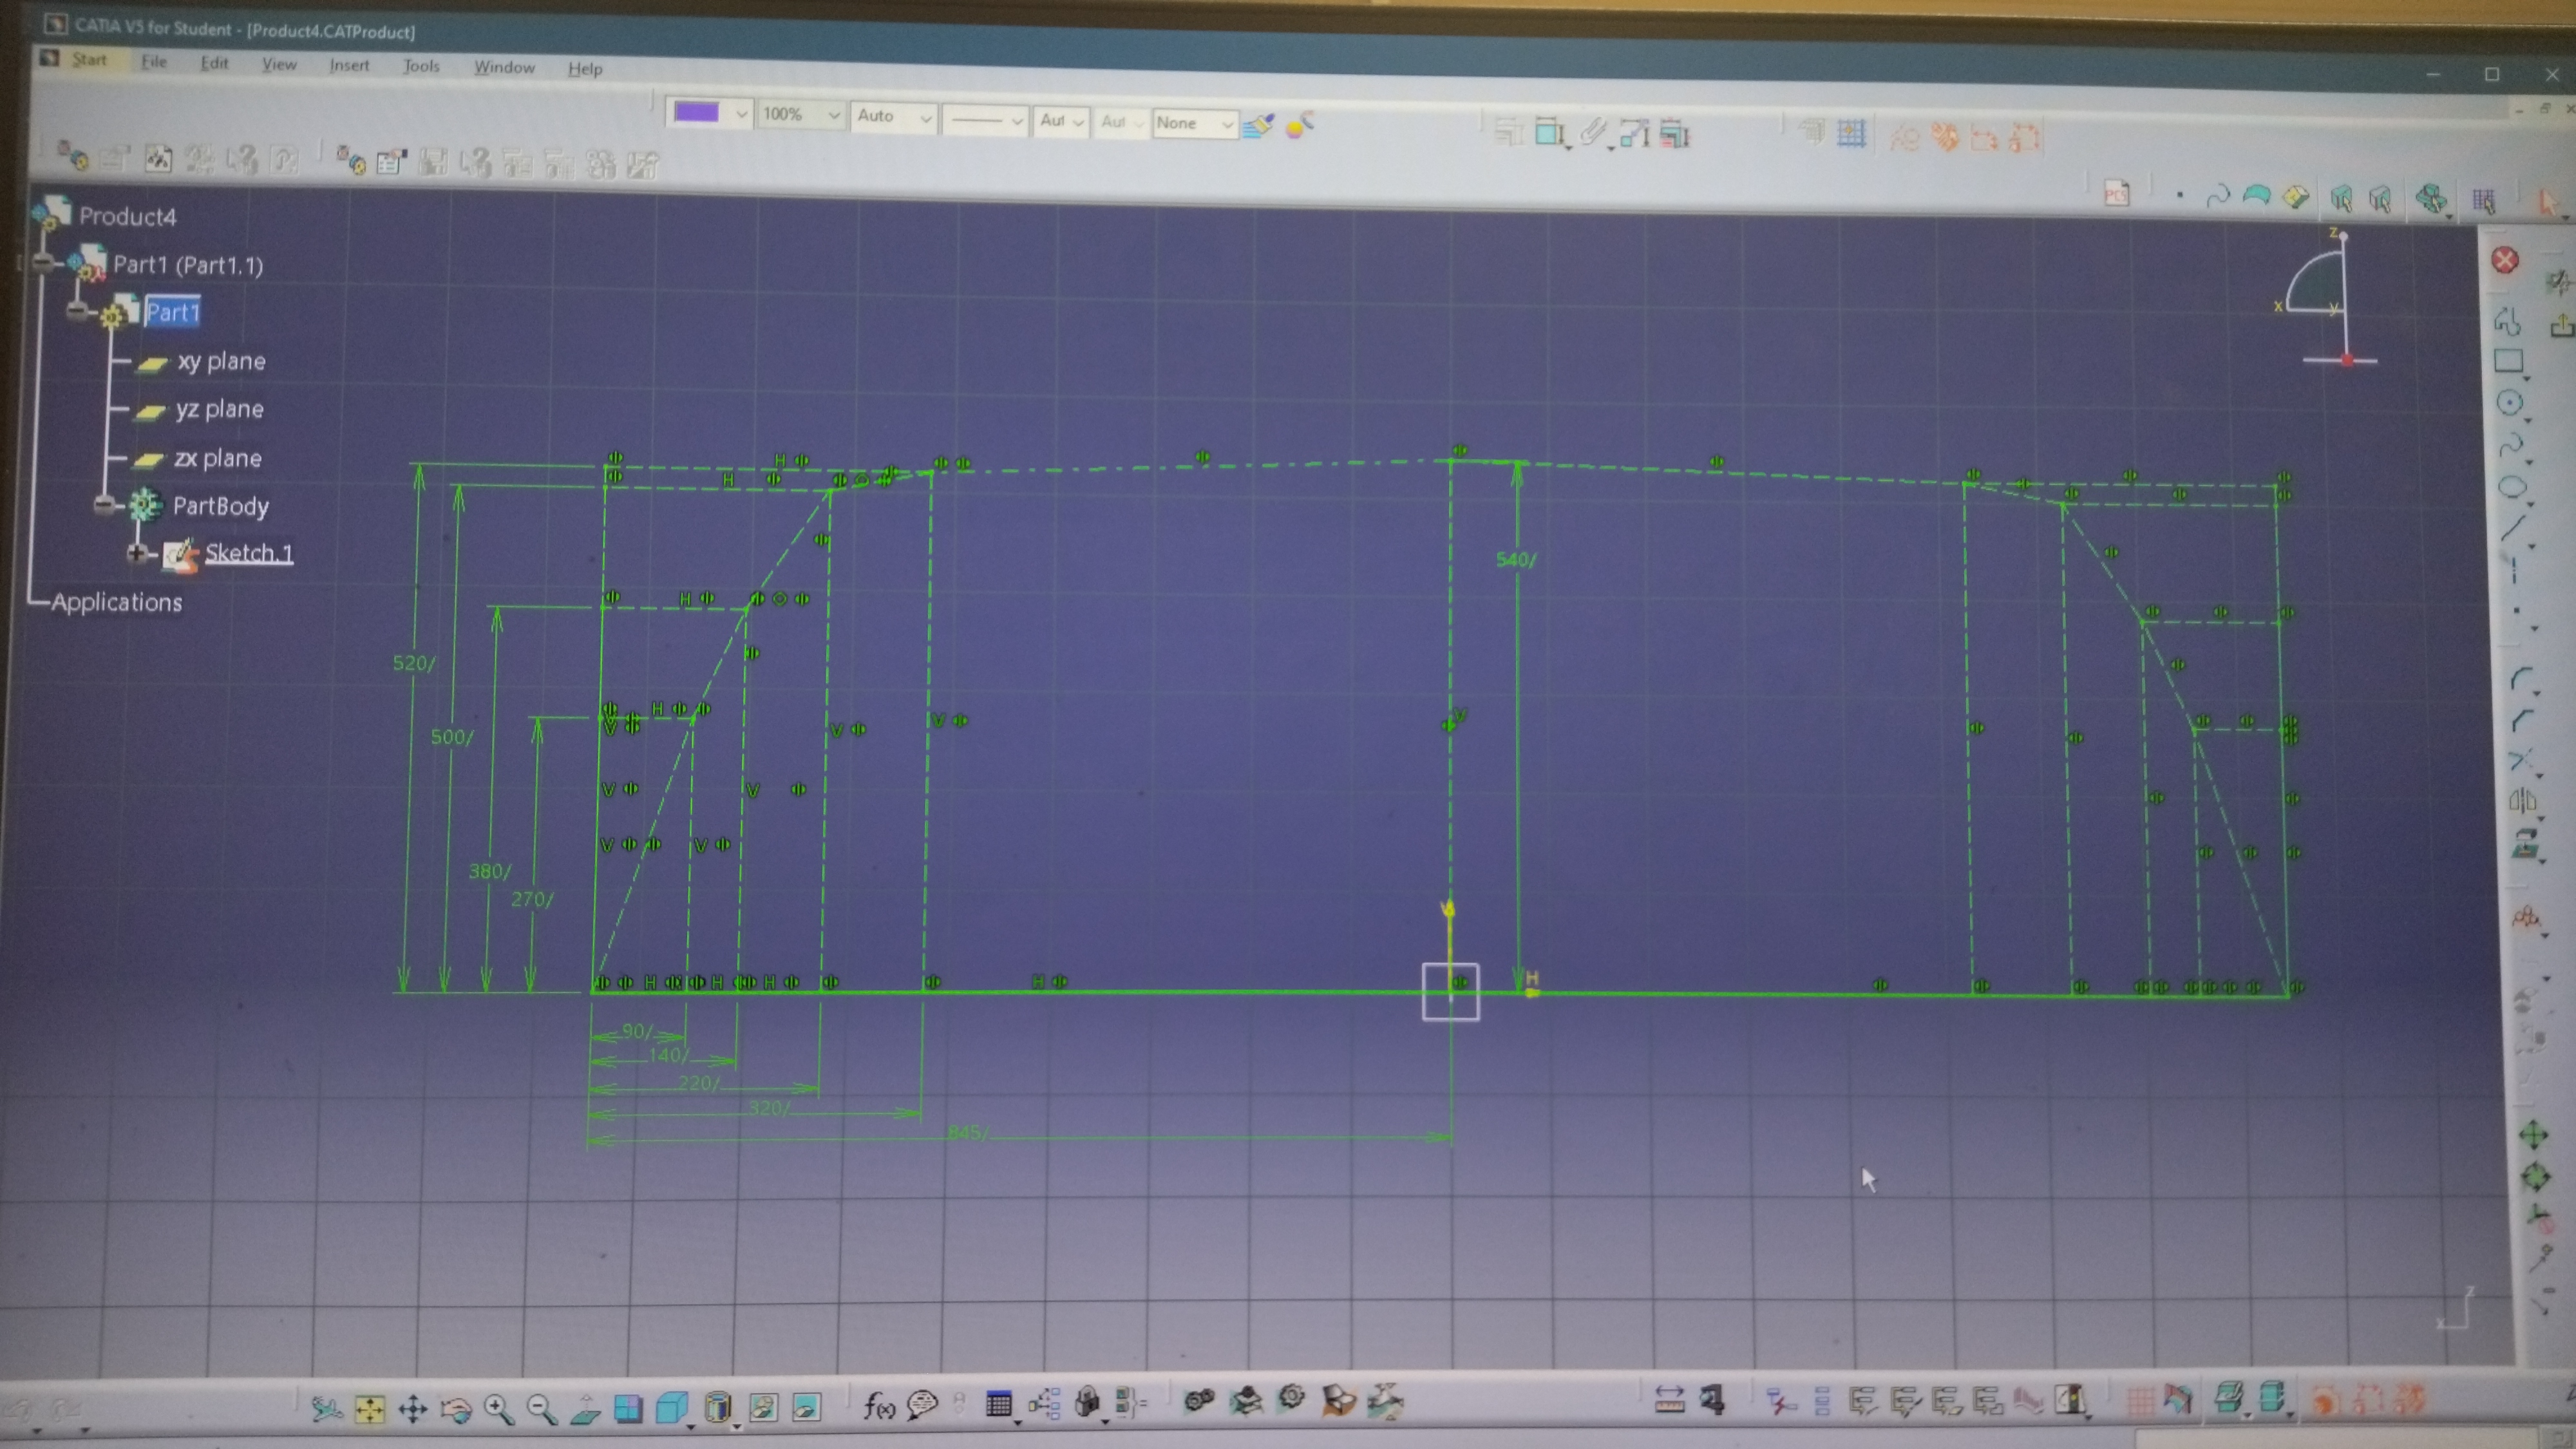 CATIA V5 for Student - [Product4.CATProduct]
Start File Edit View Insert Tools Window Help
100% Auto Aut Aut None
PCS
Product4
Part1 (Part1.1)
Part1
xy plane
yz plane
zx plane
PartBody
Sketch.1
Applications
z
x
y
H
H
540/
H
520/
H
500/
V
V
V
V
V
380/
270/
V
V
V
V
V
H
H
H
H
H
H
90/
140/
220/
320/
845/
z
x
f(x)